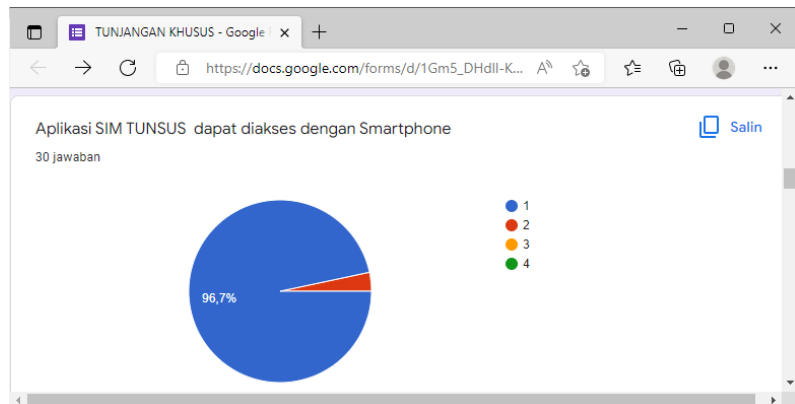 TUNJANGAN KHUSUS - Google
https://docs.google.com/forms/d/1Gm5_DHdII-K...
Aplikasi SIM TUNSUS dapat diakses dengan Smartphone
Salin
30 jawaban
1
2
3
4
96,7%